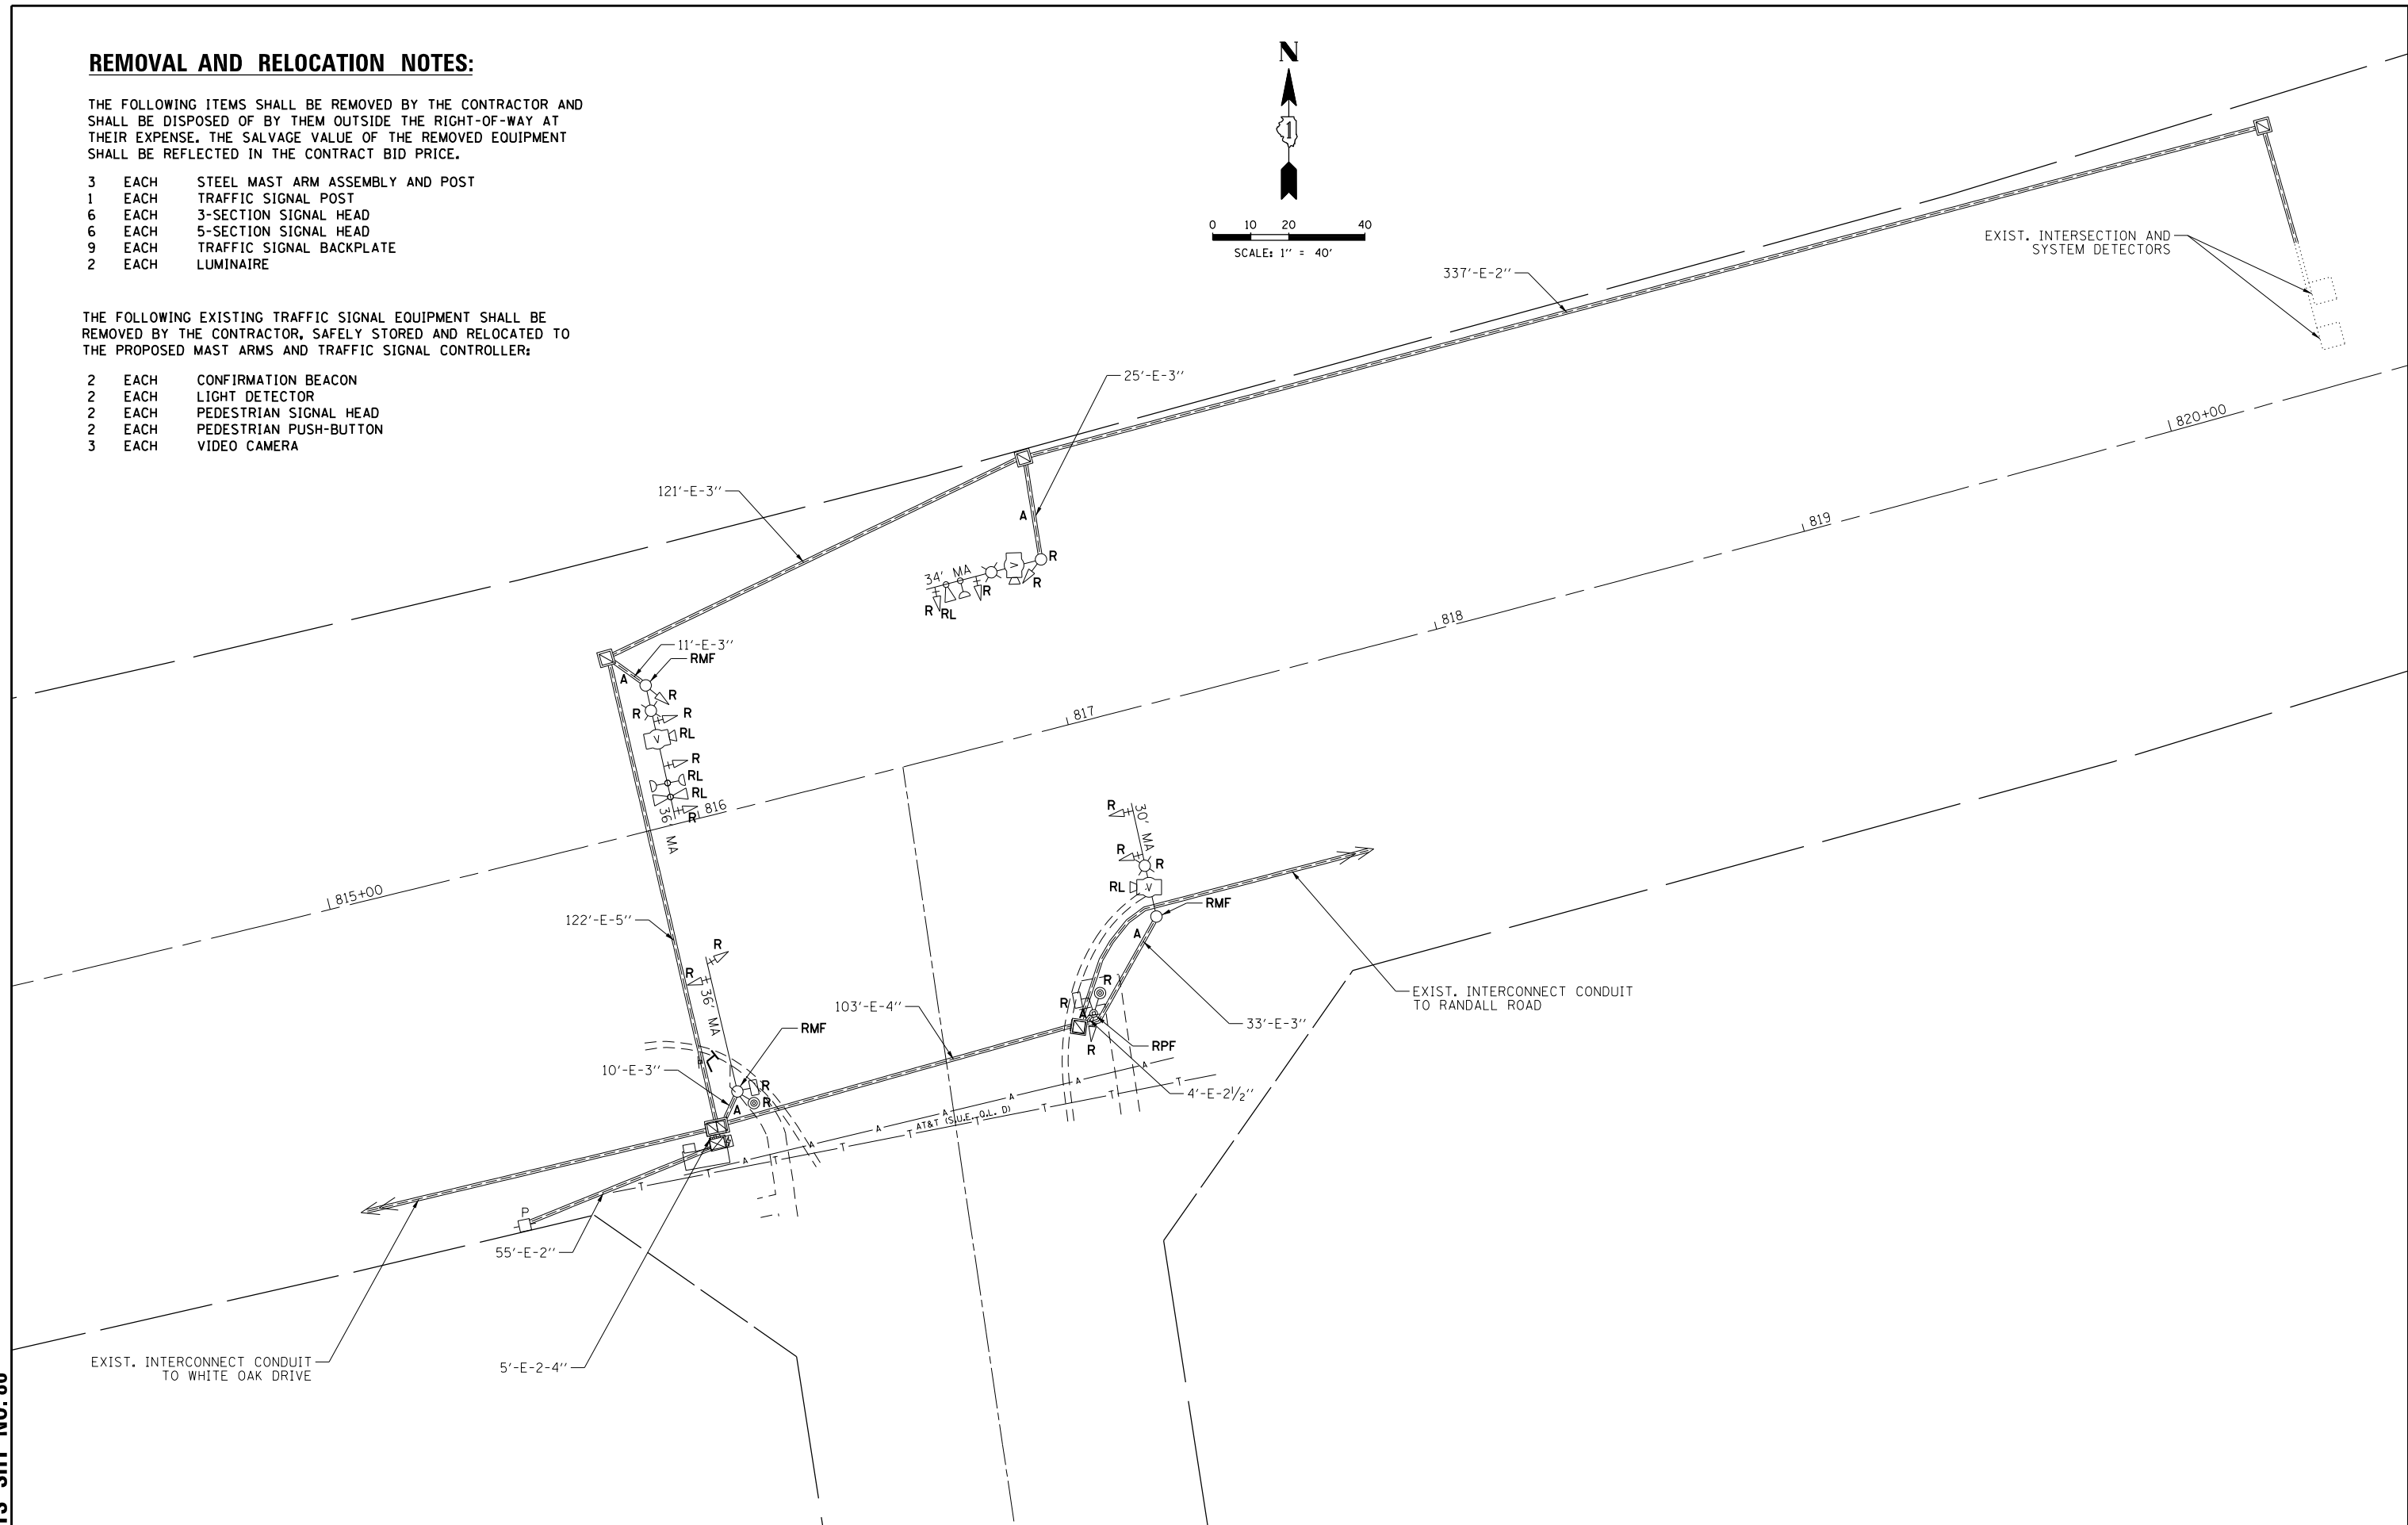 REMOVAL AND RELOCATION NOTES:
THE FOLLOWING ITEMS SHALL BE REMOVED BY THE CONTRACTOR AND
SHALL BE DISPOSED OF BY THEM OUTSIDE THE RIGHT-OF-WAY AT
THEIR EXPENSE. THE SALVAGE VALUE OF THE REMOVED EQUIPMENT
SHALL BE REFLECTED IN THE CONTRACT BID PRICE.
3 EACH STEEL MAST ARM ASSEMBLY AND POST
1 EACH TRAFFIC SIGNAL POST
6 EACH 3-SECTION SIGNAL HEAD
6 EACH 5-SECTION SIGNAL HEAD
9 EACH TRAFFIC SIGNAL BACKPLATE
2 EACH LUMINAIRE
THE FOLLOWING EXISTING TRAFFIC SIGNAL EQUIPMENT SHALL BE
REMOVED BY THE CONTRACTOR, SAFELY STORED AND RELOCATED TO
THE PROPOSED MAST ARMS AND TRAFFIC SIGNAL CONTROLLER:
2 EACH CONFIRMATION BEACON
2 EACH LIGHT DETECTOR
2 EACH PEDESTRIAN SIGNAL HEAD
2 EACH PEDESTRIAN PUSH-BUTTON
3 EACH VIDEO CAMERA
N
1
0 10 20 40
SCALE: 1'' = 40'
EXIST. INTERSECTION AND
SYSTEM DETECTORS
337'-E-2''
25'-E-3''
820+00
121'-E-3''
A
819
R
V
34' MA
R
R
R
RL
818
11'-E-3''
RMF
A
R
R
R
V
RL
817
R
RL
RL
816
R
36' MA
R
30' MA
R
R
RL
V
815+00
RMF
122'-E-5''
A
R
R
36' MA
R
EXIST. INTERCONNECT CONDUIT
TO RANDALL ROAD
R
103'-E-4''
A
33'-E-3''
RMF
RPF
R
10'-E-3''
R
R
A
4'-E-2½''
A A A A A A
T T T T AT&T (S.U.E. Q.L. D) T T T T T
P
55'-E-2''
EXIST. INTERCONNECT CONDUIT
TO WHITE OAK DRIVE
5'-E-2-4''